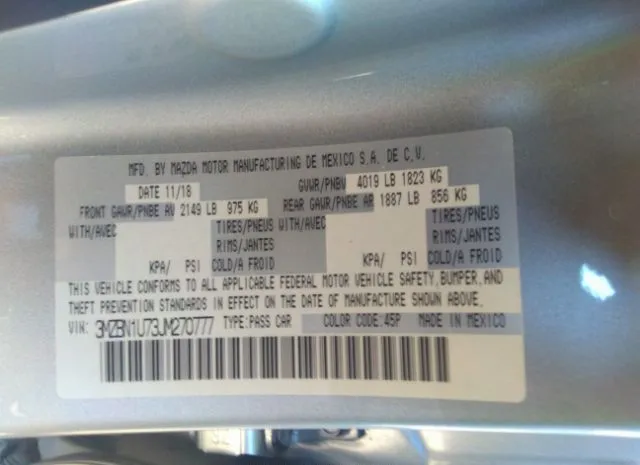 MFD. BY MAZDA MOTOR MANUFACTURING DE MEXICO S.A. DE C.V.
DATE 11/18 GVWR/PNBV 4019 LB 1823 KG
FRONT GAWR/PNBE AV 2149 LB 975 KG REAR GAWR/PNBE AR 1887 LB 856 KG
WITH/AVEC TIRES/PNEUS WITH/AVEC TIRES/PNEUS
RIMS/JANTES RIMS/JANTES
KPA/ PSI COLD/A FROID KPA/ PSI COLD/A FROID
THIS VEHICLE CONFORMS TO ALL APPLICABLE FEDERAL MOTOR VEHICLE SAFETY, BUMPER, AND
THEFT PREVENTION STANDARDS IN EFFECT ON THE DATE OF MANUFACTURE SHOWN ABOVE.
VIN: 3MZBN1U73JM270777 TYPE:PASS CAR COLOR CODE:45P MADE IN MEXICO